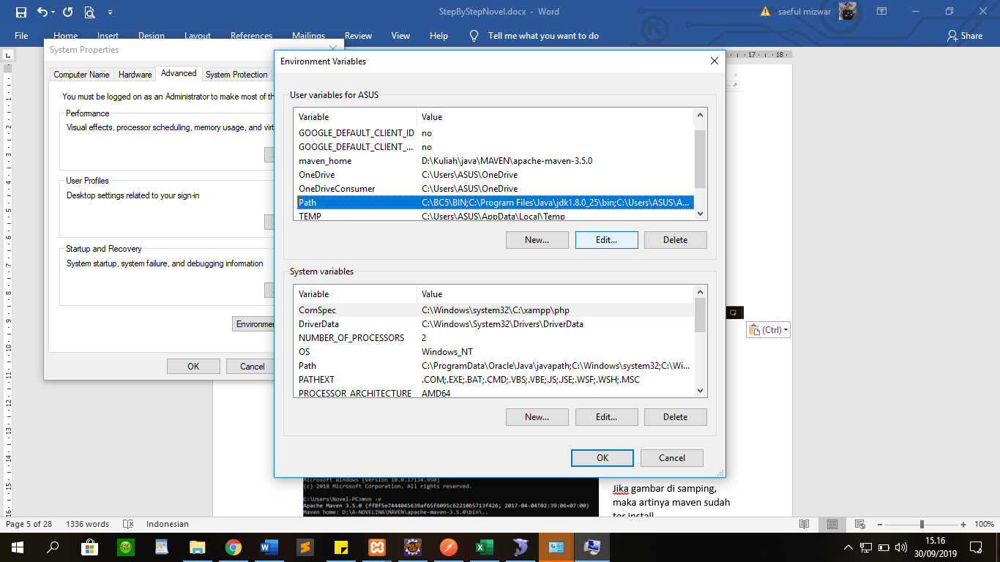 StepByStepNovel.docx - Word
saeful mizwar
File Home Insert Design Layout References Mailings Review View Help Tell me what you want to do Share
System Properties
Computer Name Hardware Advanced System Protection
You must be logged on as an Administrator to make most of th
Performance
Visual effects, processor scheduling, memory usage, and virt
User Profiles
Desktop settings related to your sign-in
Startup and Recovery
System startup, system failure, and debugging information
Environme
OK Cancel
Environment Variables
User variables for ASUS
Variable Value
GOOGLE_DEFAULT_CLIENT_ID no
GOOGLE_DEFAULT_CLIENT_... no
maven_home D:\Kuliah\java\MAVEN\apache-maven-3.5.0
OneDrive C:\Users\ASUS\OneDrive
OneDriveConsumer C:\Users\ASUS\OneDrive
Path C:\BC5\BIN;C:\Program Files\Java\jdk1.8.0_25\bin;C:\Users\ASUS\A...
TEMP C:\Users\ASUS\AppData\Local\Temp
New... Edit... Delete
System variables
Variable Value
ComSpec C:\Windows\system32\C:\xampp\php
DriverData C:\Windows\System32\Drivers\DriverData
NUMBER_OF_PROCESSORS 2
OS Windows_NT
Path C:\ProgramData\Oracle\Java\javapath;C:\Windows\system32;C:\Wi...
PATHEXT .COM;.EXE;.BAT;.CMD;.VBS;.VBE;.JS;.JSE;.WSF;.WSH;.MSC
PROCESSOR_ARCHITECTURE AMD64
New... Edit... Delete
OK Cancel
17 18
(Ctrl)
Microsoft Windows [Version 10.0.17134.950]
(c) 2018 Microsoft Corporation. All rights reserved.
C:\Users\Novel-PC>mvn -v
Apache Maven 3.5.0 (ff8f5e7444045639af65f6095c62210b5713f426; 2017-04-04T02:39:06+07:00)
Maven home: D:\A-NOVELINA\MAVEN\apache-maven-3.5.0\bin\..
Jika gambar di samping,
maka artinya maven sudah
ter install
Page 5 of 28 1336 words Indonesian 100%
15.16
30/09/2019